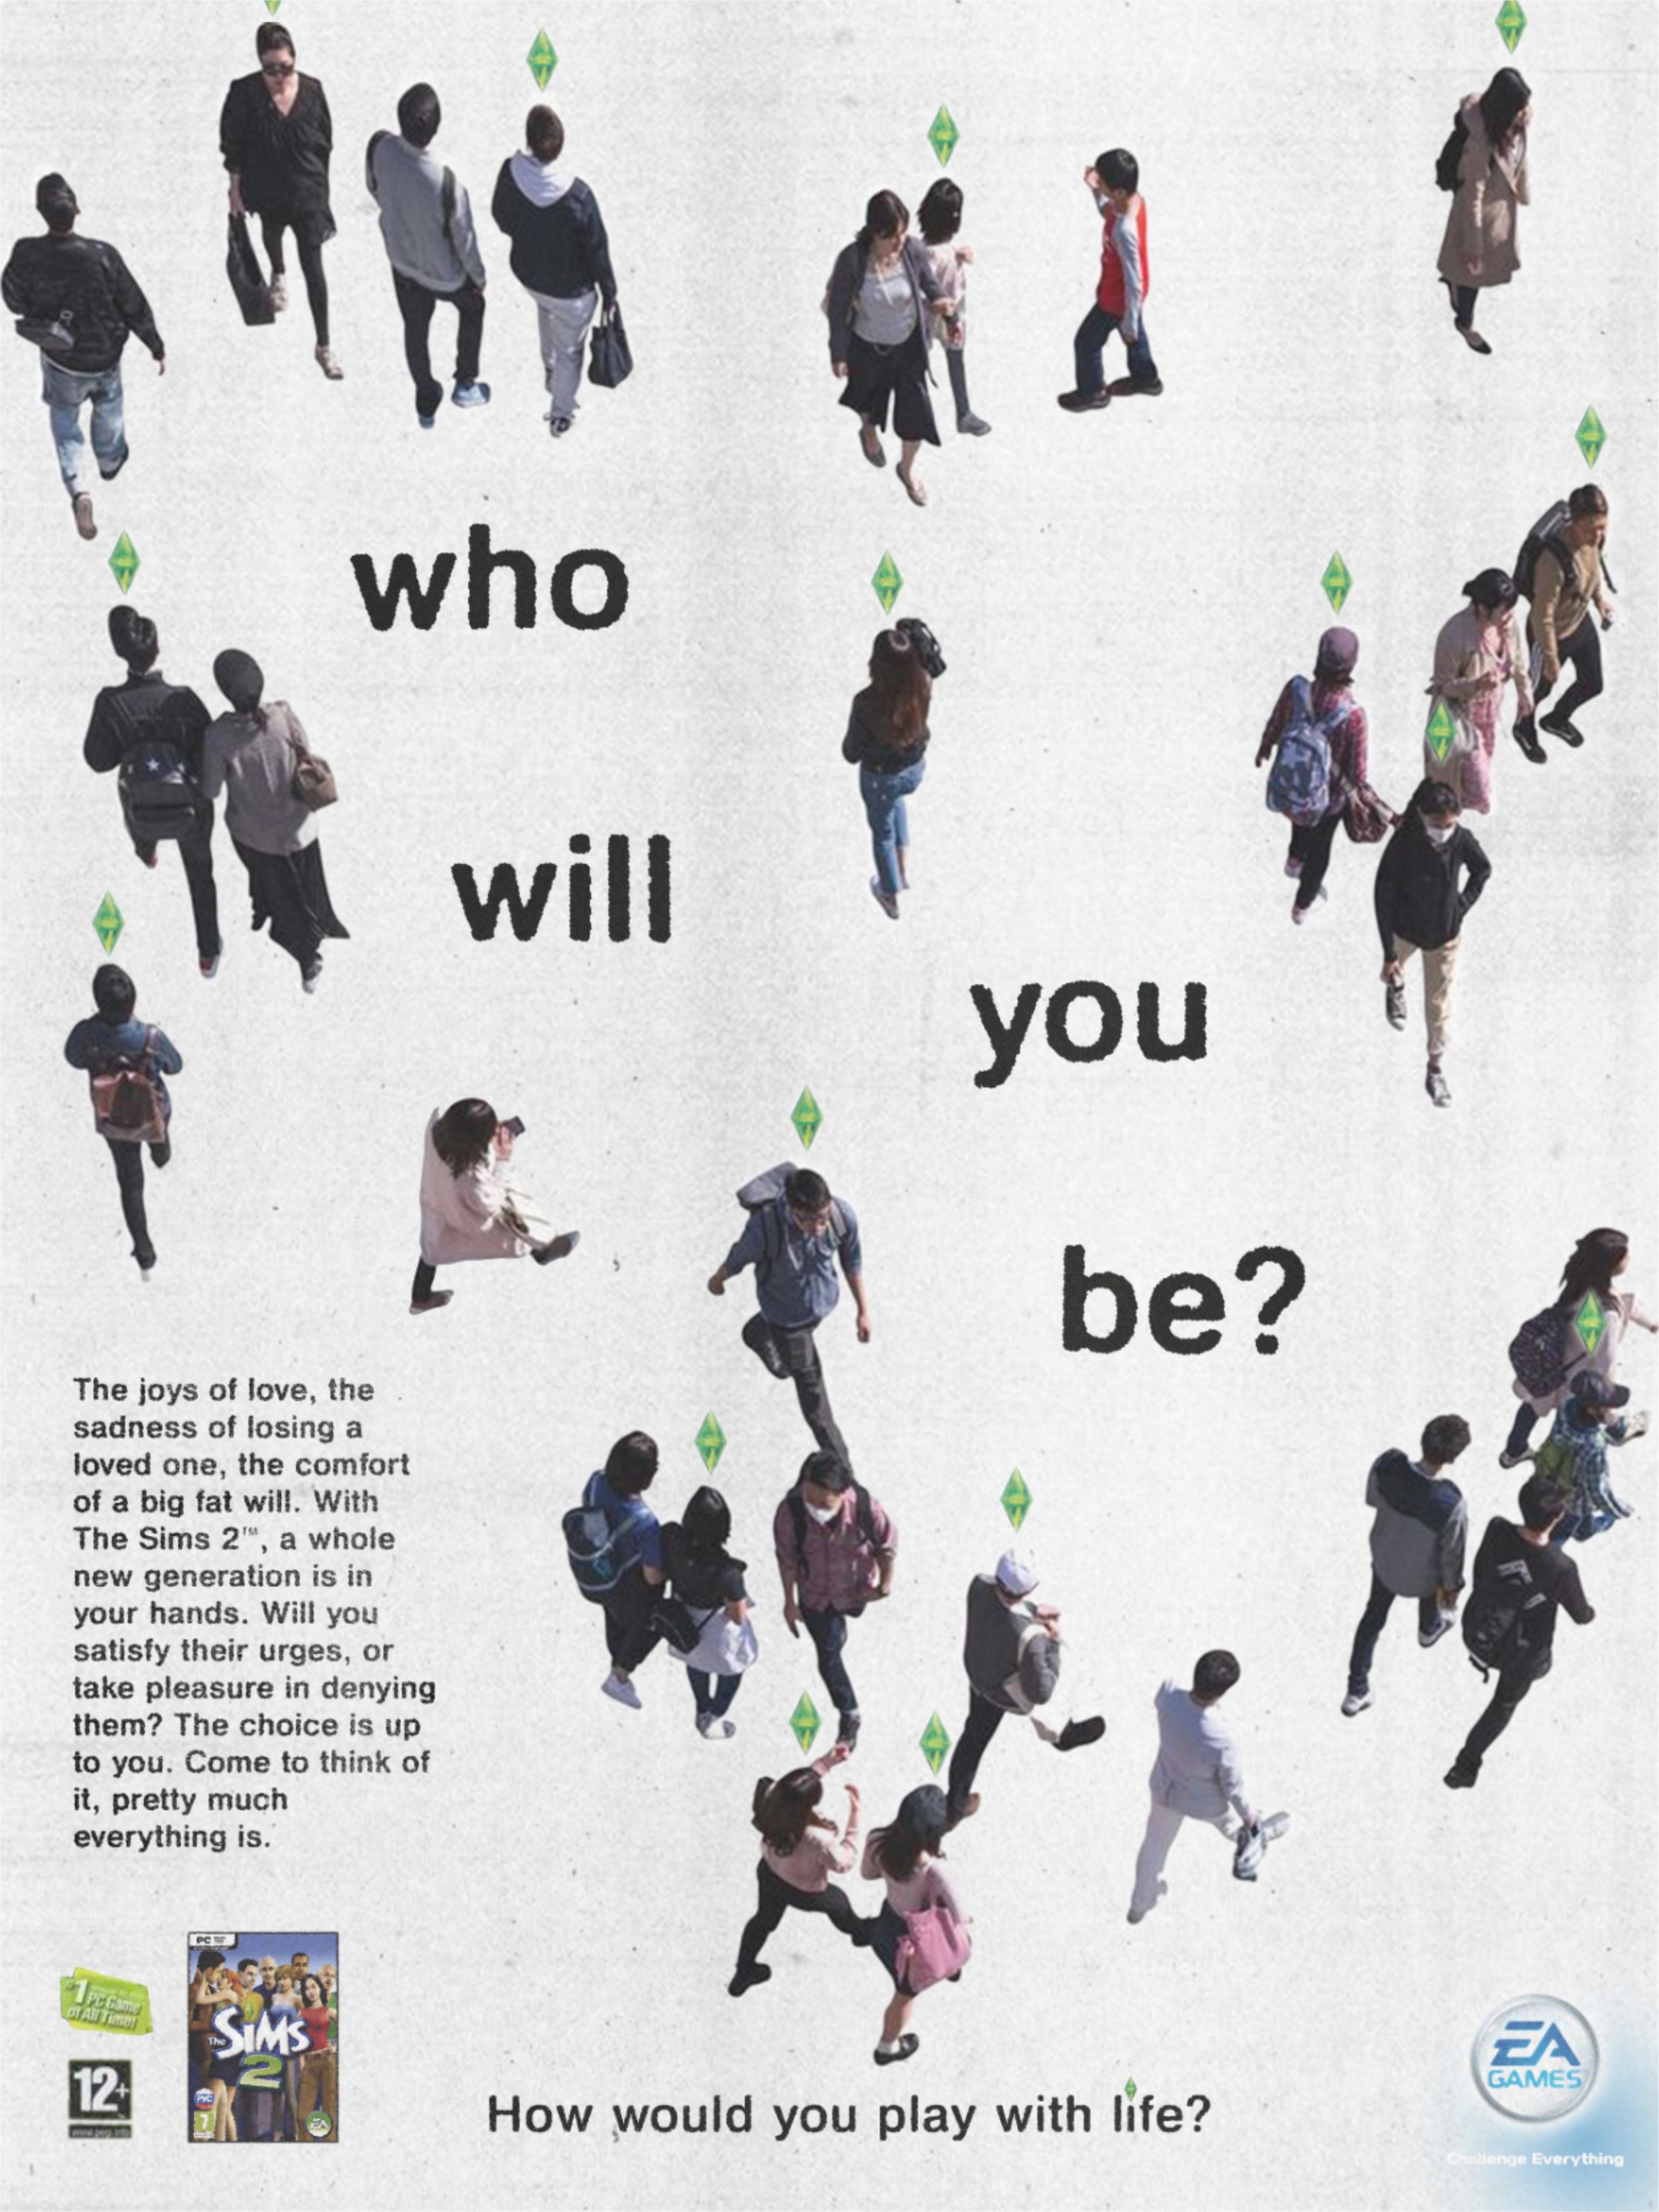 who
will
you
be?
The joys of love, the
sadness of losing a
loved one, the comfort
of a big fat will. With
The Sims 2™, a whole
new generation is in
your hands. Will you
satisfy their urges, or
take pleasure in denying
them? The choice is up
to you. Come to think of
it, pretty much
everything is.
#1 PC Game
of All Time!
12+
PC
The
SIMS
2
РУС
7
EA
How would you play with life?
EA
GAMES
Challenge Everything